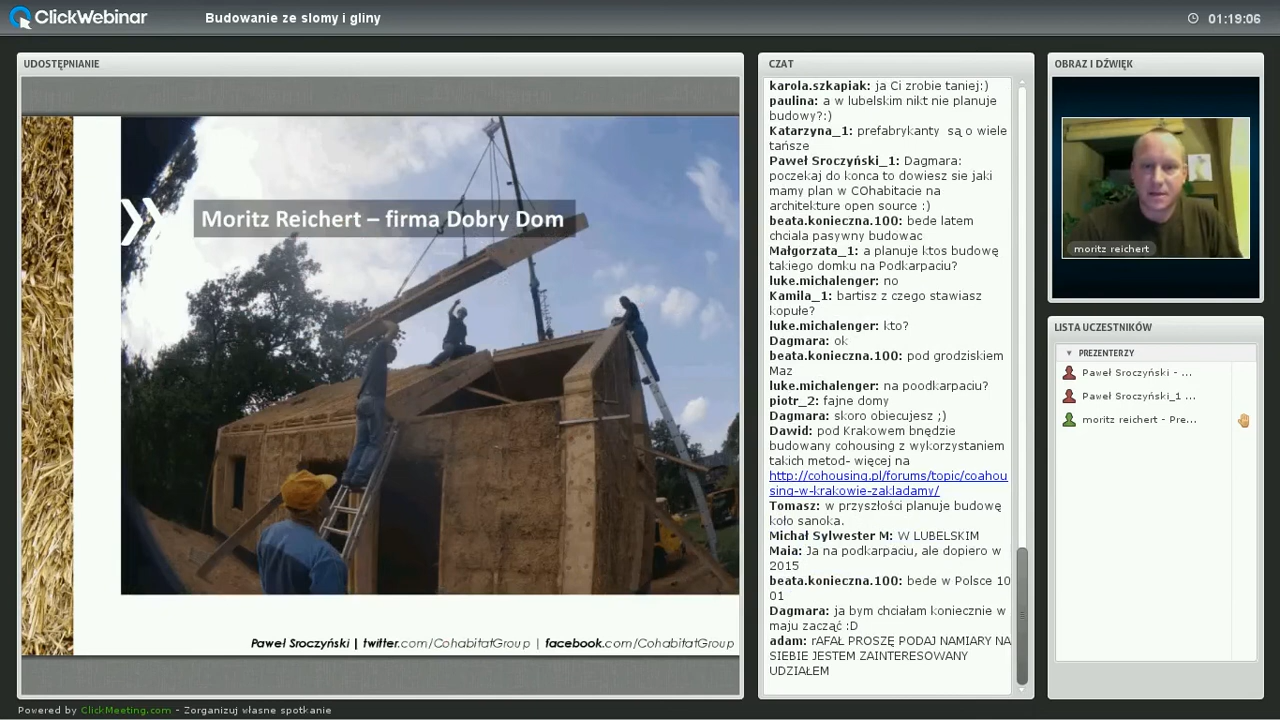 ClickWebinar
Budowanie ze slomy i gliny
01:19:06
UDOSTĘPNIANIE
Moritz Reichert – firma Dobry Dom
Paweł Sroczyński | twitter.com/CohabitatGroup | facebook.com/CohabitatGroup
CZAT
karola.szkapiak: ja Ci zrobie taniej:)
paulina: a w lubelskim nikt nie planuje
budowy?:)
Katarzyna_1: prefabrykanty są o wiele
tańsze
Paweł Sroczyński_1: Dagmara:
poczekaj do konca to dowiesz sie jaki
mamy plan w COhabitacie na
architekture open source :)
beata.konieczna.100: bede latem
chciala pasywny budowac
Małgorzata_1: a planuje ktos budowę
takiego domku na Podkarpaciu?
luke.michalenger: no
Kamila_1: bartisz z czego stawiasz
kopułe?
luke.michalenger: kto?
Dagmara: ok
beata.konieczna.100: pod grodziskiem
Maz
luke.michalenger: na poodkarpaciu?
piotr_2: fajne domy
Dagmara: skoro obiecujesz ;)
Dawid: pod Krakowem bnędzie
budowany cohousing z wykorzystaniem
takich metod- więcej na
http://cohousing.pl/forums/topic/coahou
sing-w-krakowie-zakladamy/
Tomasz: w przyszłości planuje budowę
koło sanoka.
Michał Sylwester M: W LUBELSKIM
Maia: Ja na podkarpaciu, ale dopiero w
2015
beata.konieczna.100: bede w Polsce 10
01
Dagmara: ja bym chciałam koniecznie w
maju zacząć :D
adam: rAFAŁ PROSZĘ PODAJ NAMIARY NA
SIEBIE JESTEM ZAINTERESOWANY
UDZIAŁEM
OBRAZ I DŹWIĘK
moritz reichert
LISTA UCZESTNIKÓW
PREZENTERZY
Paweł Sroczyński - ...
Paweł Sroczyński_1 ...
moritz reichert - Pre...
Powered by ClickMeeting.com - Zorganizuj własne spotkanie